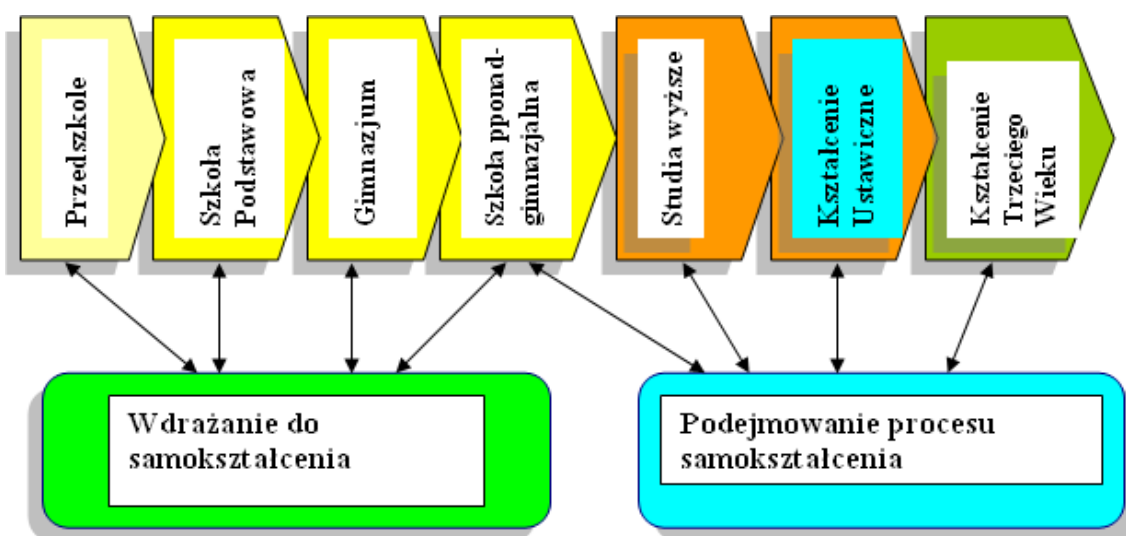 Przedszkole
Szkoła
Podstawowa
Gimnazjum
Szkoła pponad-
gimnazjalna
Studia wyższe
Kształcenie
Ustawiczne
Kształcenie
Trzeciego
Wieku
Wdrażanie do
samokształcenia
Podejmowanie procesu
samokształcenia